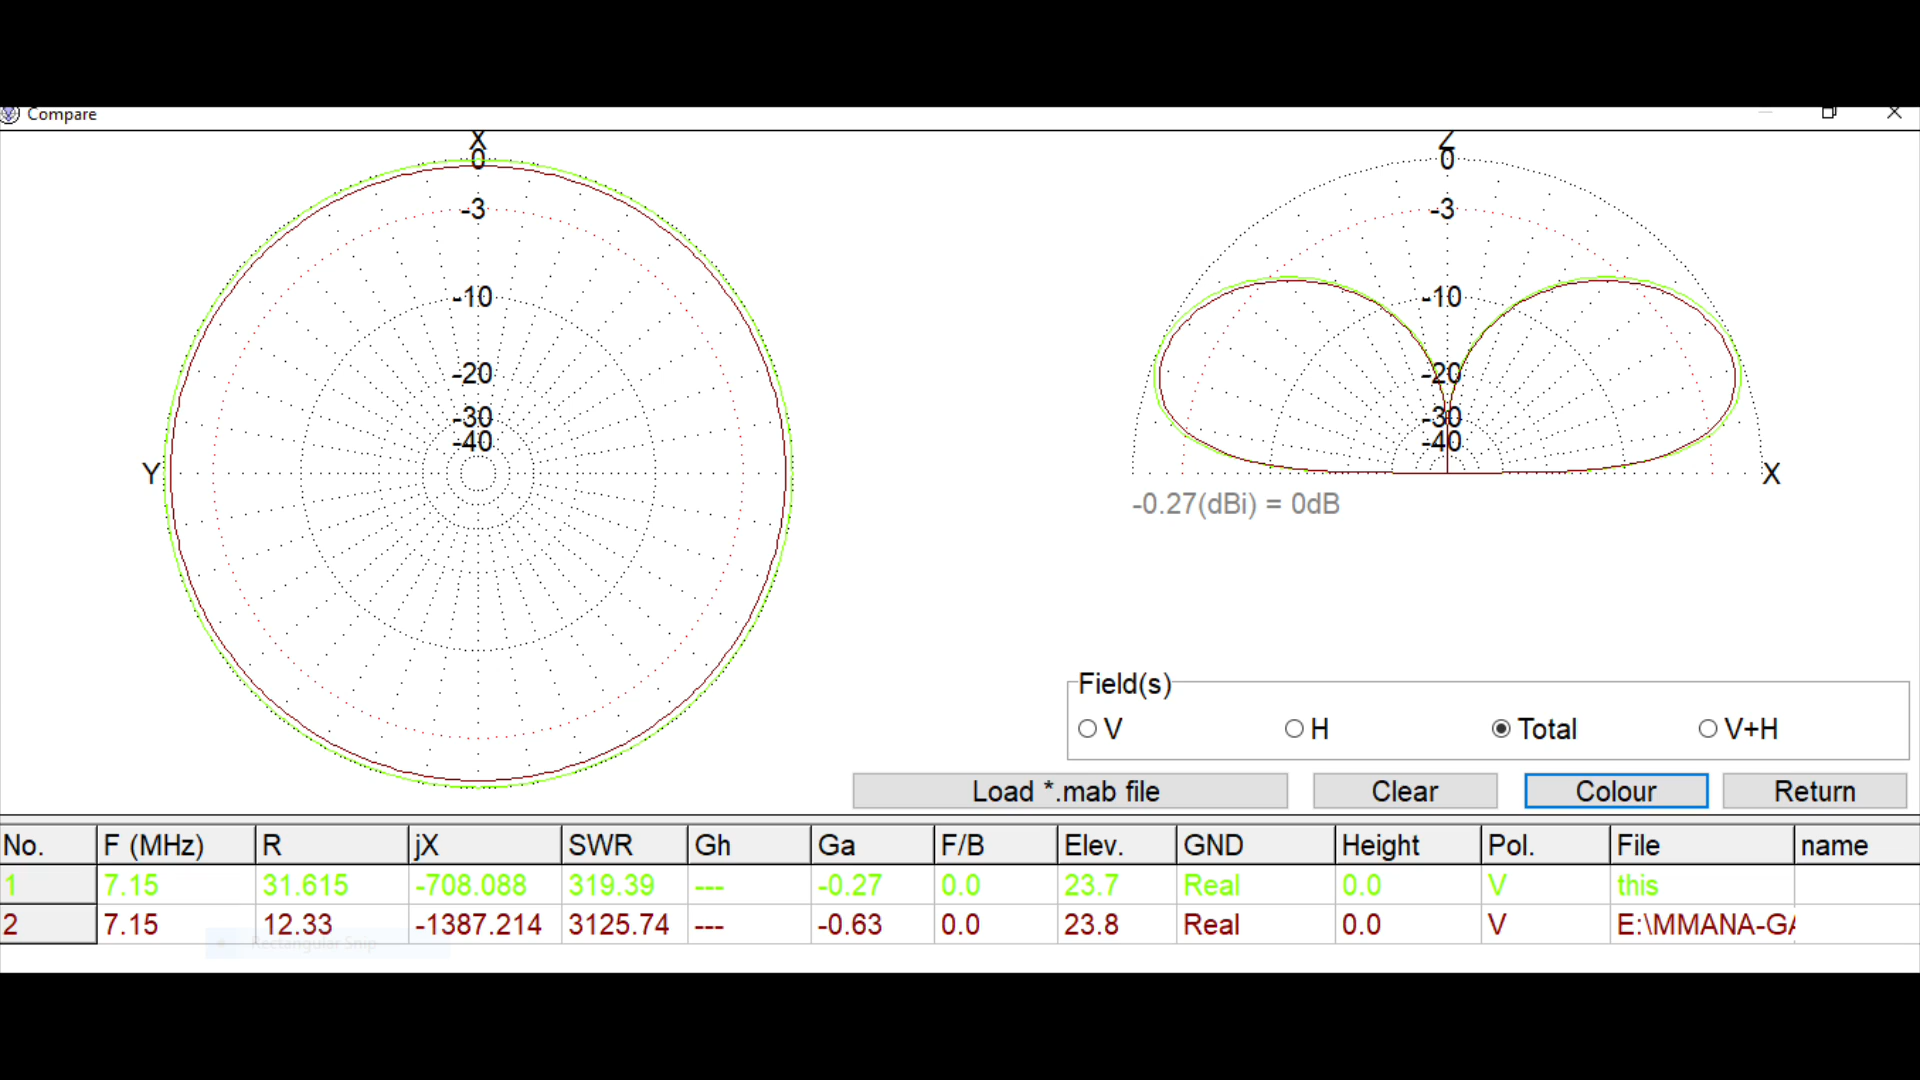 Compare
X
0
-3
-10
-20
-30
-40
Y
Z
0
-3
-10
-20
-30
-40
X
-0.27(dBi) = 0dB
Field(s)
V H Total V+H
Load *.mab file Clear Colour Return
No. F (MHz) R jX SWR Gh Ga F/B Elev. GND Height Pol. File name
1 7.15 31.615 -708.088 319.39 --- -0.27 0.0 23.7 Real 0.0 V this
2 7.15 12.33 -1387.214 3125.74 --- -0.63 0.0 23.8 Real 0.0 V E:\MMANA-GA
Rectangular Snip